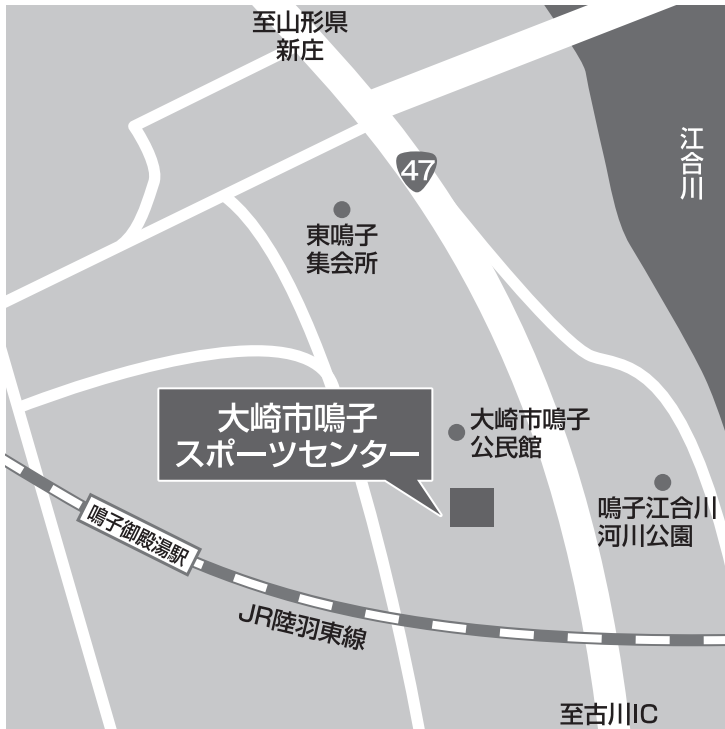 至山形県
新庄
江合川
47
東鳴子
集会所
大崎市鳴子
スポーツセンター
大崎市鳴子
公民館
鳴子江合川
河川公園
鳴子御殿湯駅
JR陸羽東線
至古川IC